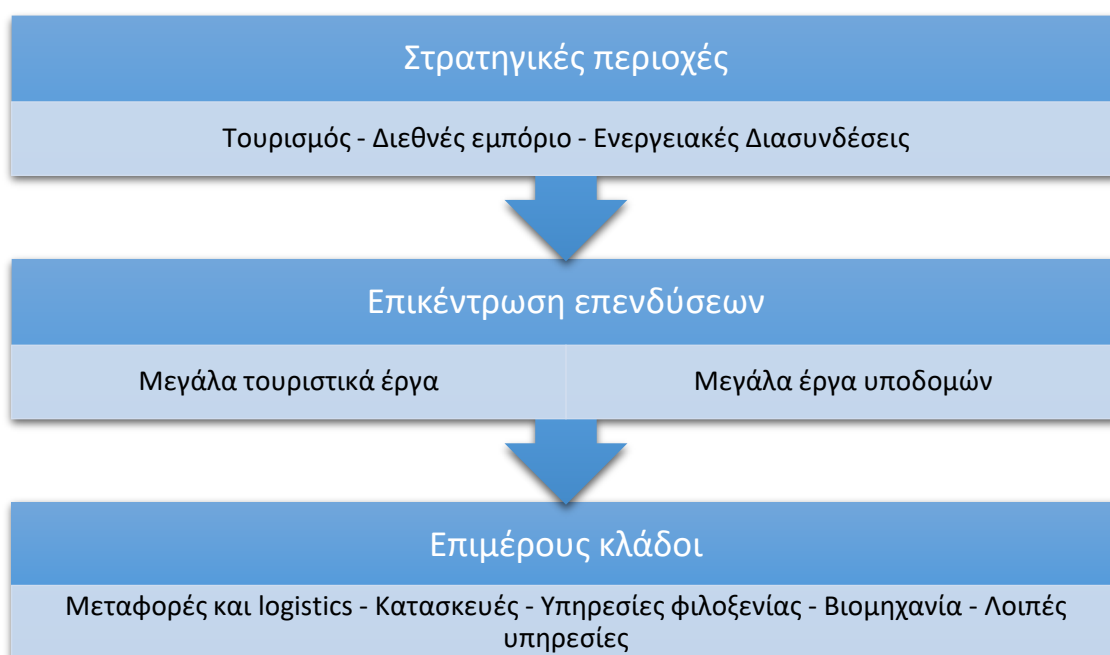 Στρατηγικές περιοχές
Τουρισμός - Διεθνές εμπόριο - Ενεργειακές Διασυνδέσεις
Επικέντρωση επενδύσεων
Μεγάλα τουριστικά έργα
Μεγάλα έργα υποδομών
Επιμέρους κλάδοι
Μεταφορές και logistics - Κατασκευές - Υπηρεσίες φιλοξενίας - Βιομηχανία - Λοιπές
υπηρεσίες